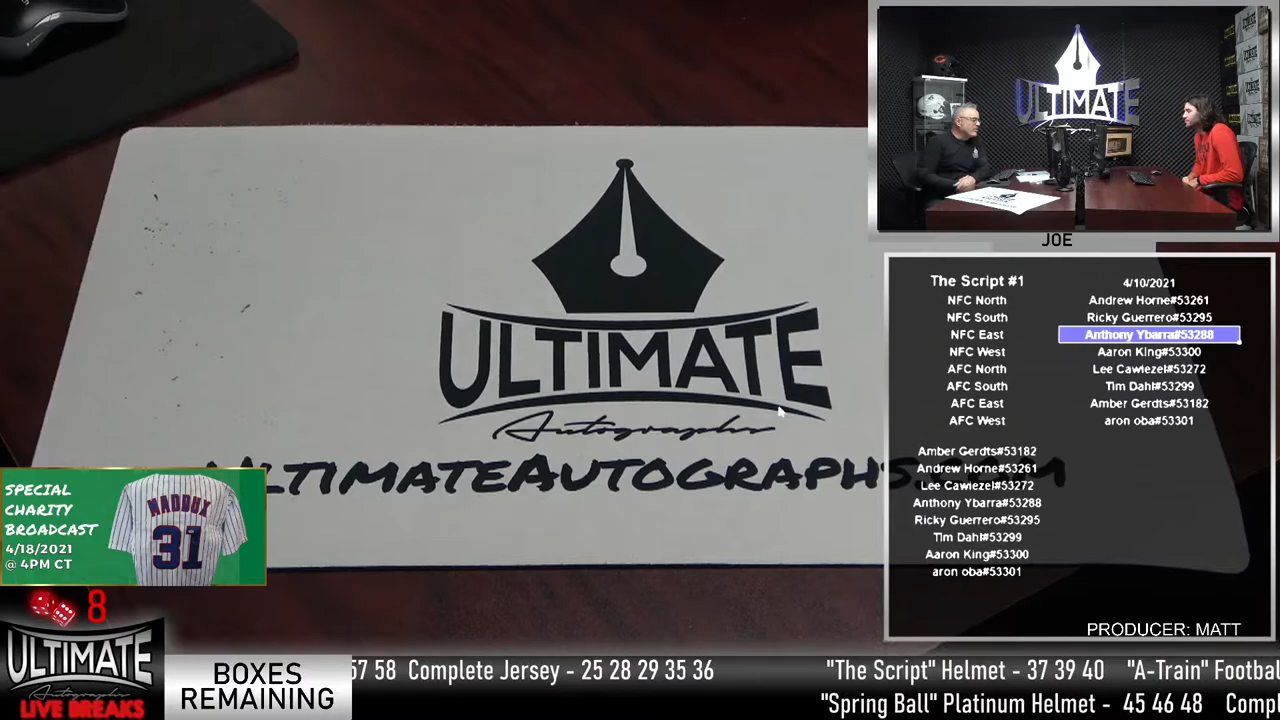 ULTIMATE
Autographs
ULTIMATEAUTOGRAPHS.COM
ULTIMATE
JOE
The Script #1 4/10/2021
NFC North Andrew Horne#53261
NFC South Ricky Guerrero#53295
NFC East Anthony Ybarra#53288
NFC West Aaron King#53300
AFC North Lee Cawiezel#53272
AFC South Tim Dahl#53299
AFC East Amber Gerdts#53182
AFC West aron oba#53301
Amber Gerdts#53182
Andrew Horne#53261
Lee Cawiezel#53272
Anthony Ybarra#53288
Ricky Guerrero#53295
Tim Dahl#53299
Aaron King#53300
aron oba#53301
PRODUCER: MATT
SPECIAL
CHARITY
BROADCAST
4/18/2021
@ 4PM CT
MADDUX
31
8
ULTIMATE
Autographs
LIVE BREAKS
BOXES
REMAINING
57 58 Complete Jersey - 25 28 29 35 36 "The Script" Helmet - 37 39 40 "A-Train" Footbal
"Spring Ball" Platinum Helmet - 45 46 48 Compl